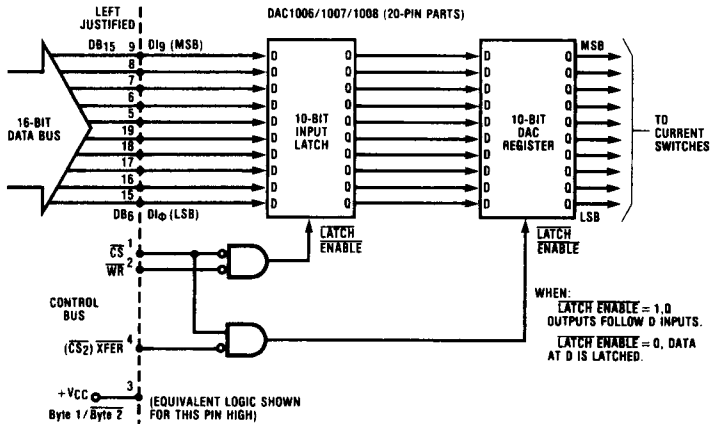 LEFT
JUSTIFIED
DAC1006/1007/1008 (20-PIN PARTS)
DB15 9 DI9 (MSB)
8
7
6
5
19
18
17
16
15
DB6 DIΦ (LSB)
16-BIT
DATA BUS
D D D D D D D D D D
10-BIT
INPUT
LATCH
Q Q Q Q Q Q Q Q Q Q
D D D D D D D D D D
10-BIT
DAC
REGISTER
Q Q Q Q Q Q Q Q Q Q
MSB
LSB
TO
CURRENT
SWITCHES
LATCH
ENABLE
LATCH
ENABLE
CS 1
WR 2
CONTROL
BUS
(CS2) XFER 4
+VCC 3
Byte 1/Byte 2
(EQUIVALENT LOGIC SHOWN
FOR THIS PIN HIGH)
WHEN:
LATCH ENABLE = 1, Q
OUTPUTS FOLLOW D INPUTS.
LATCH ENABLE = 0, DATA
AT D IS LATCHED.